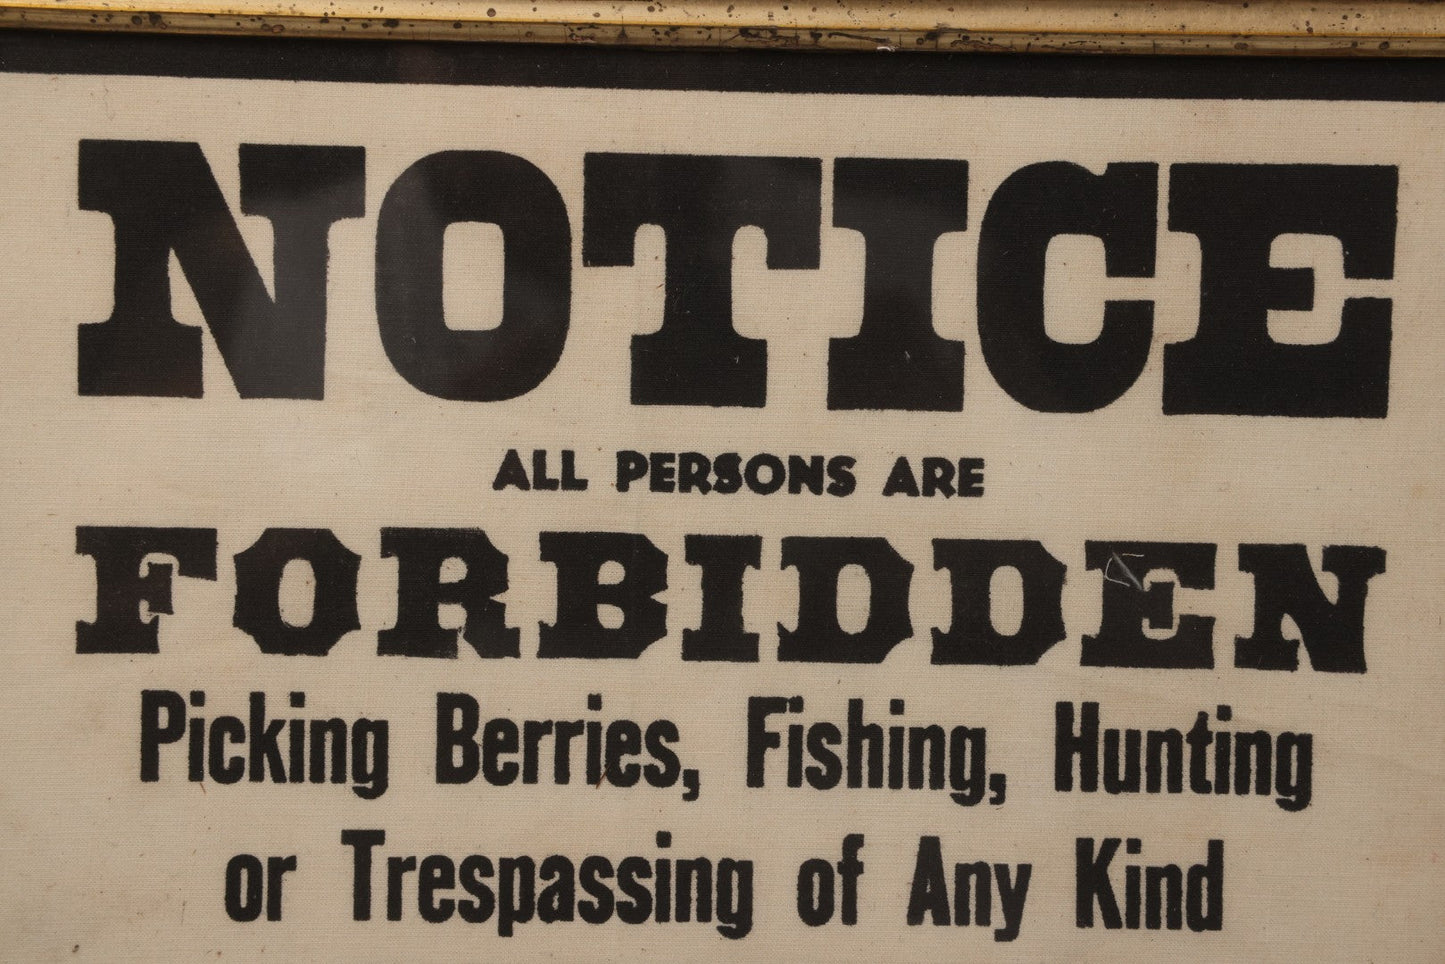 NOTICE
ALL PERSONS ARE
FORBIDDEN
Picking Berries, Fishing, Hunting
or Trespassing of Any Kind